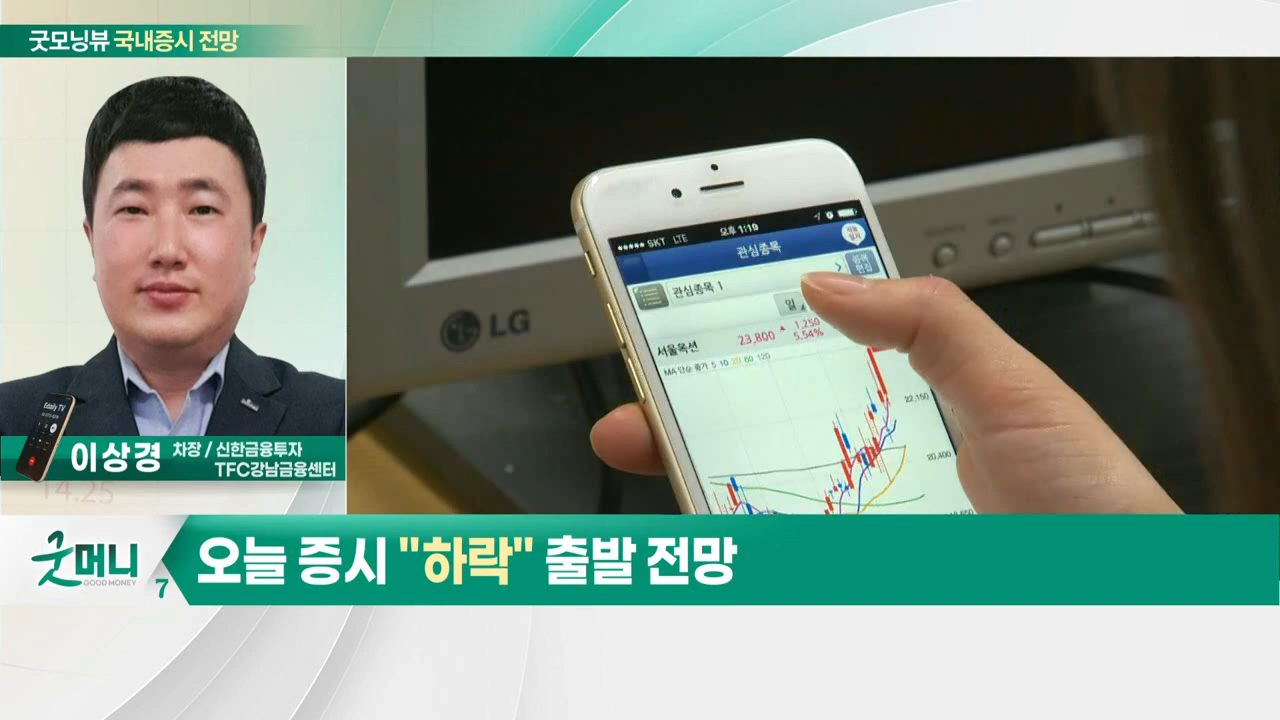 굿모닝뷰 국내증시 전망
SKT LTE 오후 1:19
관심종목
관심종목 1
일
서울옥션 23,800 ▲ 1,250
5.54%
MA 단순 종가 5 10 20 60 120
22,150
20,400
LG
Edaily TV
이상경 차장 / 신한금융투자
TFC강남금융센터
14.25
굿머니
GOOD MONEY
7
오늘 증시 "하락" 출발 전망